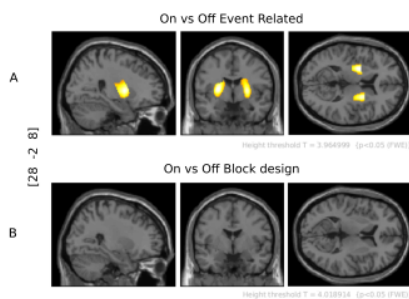 On vs Off Event Related
A
Height threshold T = 3.964999 (p<0.05 (FWE))
[28 -2 8]
On vs Off Block design
B
Height threshold T = 4.018914 (p<0.05 (FWE))